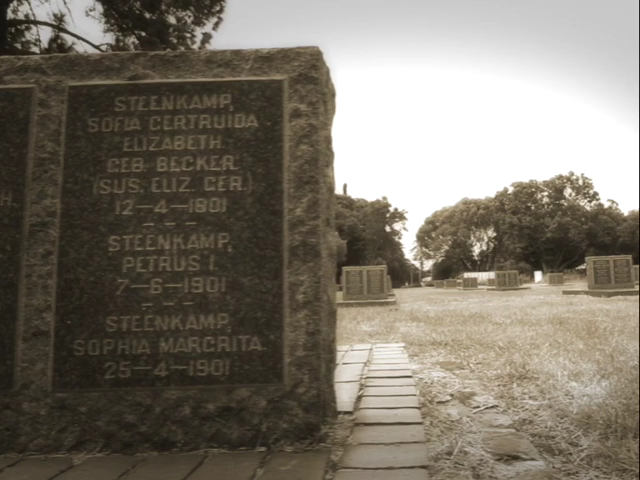 STEENKAMP,
SOFIA GERTRUIDA
ELIZABETH.
GEB. BECKER.
(SUS. ELIZ. GER.)
12–4–1901
– – –
STEENKAMP,
PETRUS I.
7–6–1901
– – –
STEENKAMP,
SOPHIA MARGRITA.
25–4–1901
H.